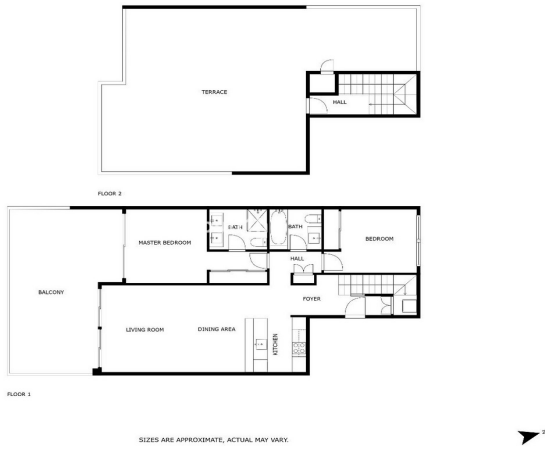 TERRACE
HALL
FLOOR 2
BATH
BATH
MASTER BEDROOM
BEDROOM
HALL
BALCONY
FOYER
LIVING ROOM
DINING AREA
KITCHEN
FLOOR 1
SIZES ARE APPROXIMATE, ACTUAL MAY VARY.